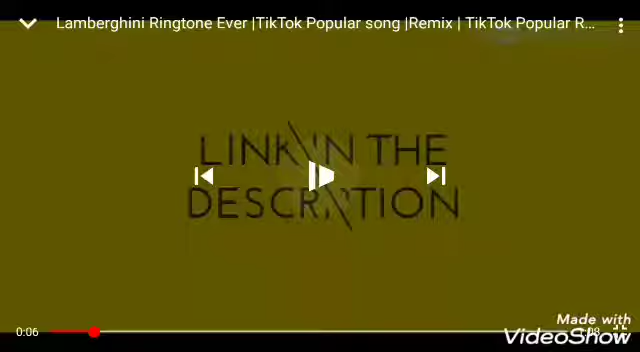 Lamberghini Ringtone Ever |TikTok Popular song |Remix | TikTok Popular R...
LINK IN THE
DESCRIPTION
0:06
Made with
VideoShow